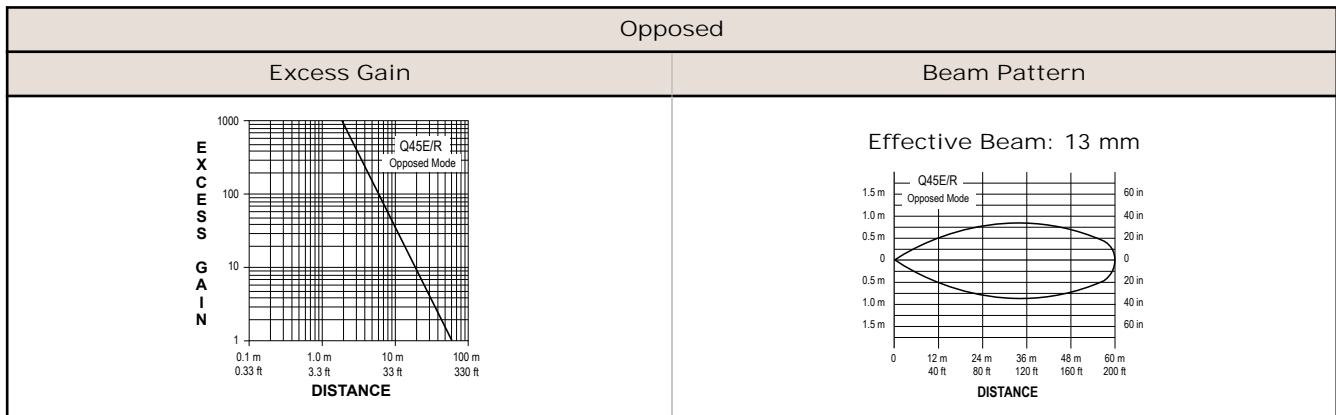 Opposed
Excess Gain
Beam Pattern
EXCESS GAIN
1000
100
10
1
Q45E/R
Opposed Mode
0.1 m 1.0 m 10 m 100 m
0.33 ft 3.3 ft 33 ft 330 ft
DISTANCE
Effective Beam: 13 mm
Q45E/R
Opposed Mode
1.5 m 60 in
1.0 m 40 in
0.5 m 20 in
0 0
0.5 m 20 in
1.0 m 40 in
1.5 m 60 in
0 12 m 24 m 36 m 48 m 60 m
40 ft 80 ft 120 ft 160 ft 200 ft
DISTANCE